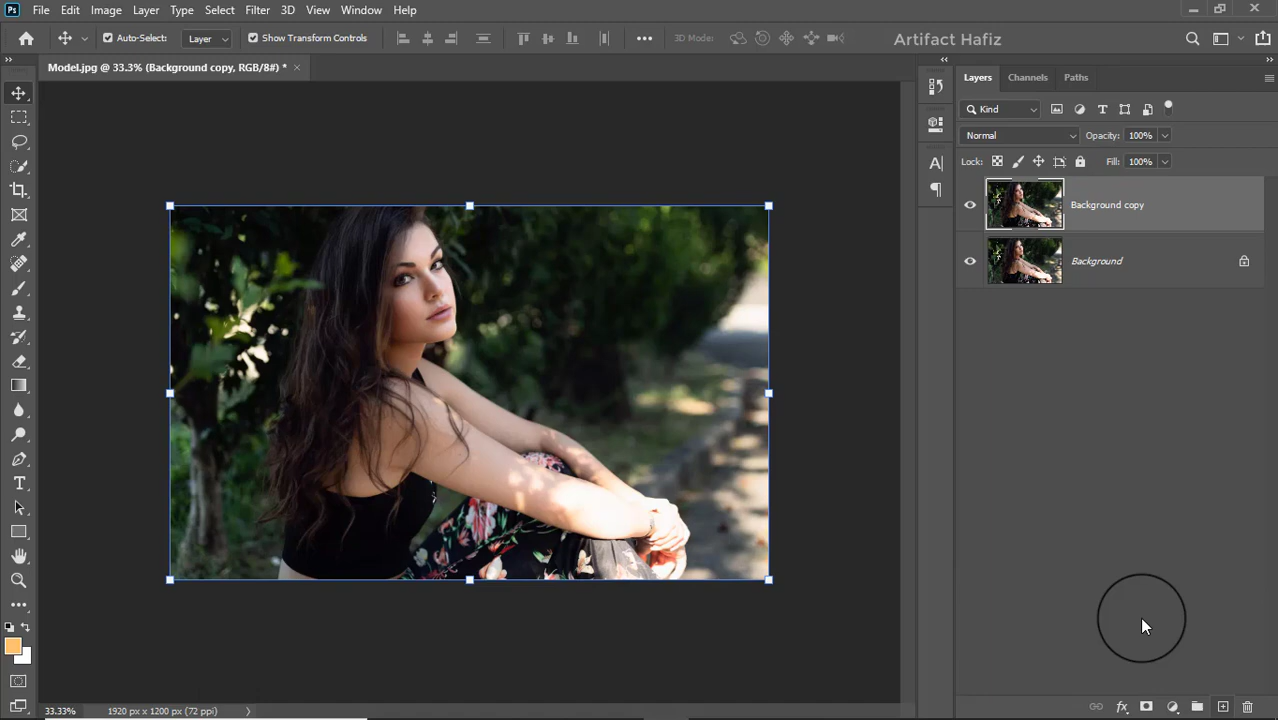 Ps File Edit Image Layer Type Select Filter 3D View Window Help
Auto-Select: Layer Show Transform Controls 3D Mode: Artifact Hafiz
Model.jpg @ 33.3% (Background copy, RGB/8#) * ×
Layers Channels Paths
Kind
Normal Opacity: 100%
Lock: Fill: 100%
Background copy
Background
33.33% 1920 px x 1200 px (72 ppi)